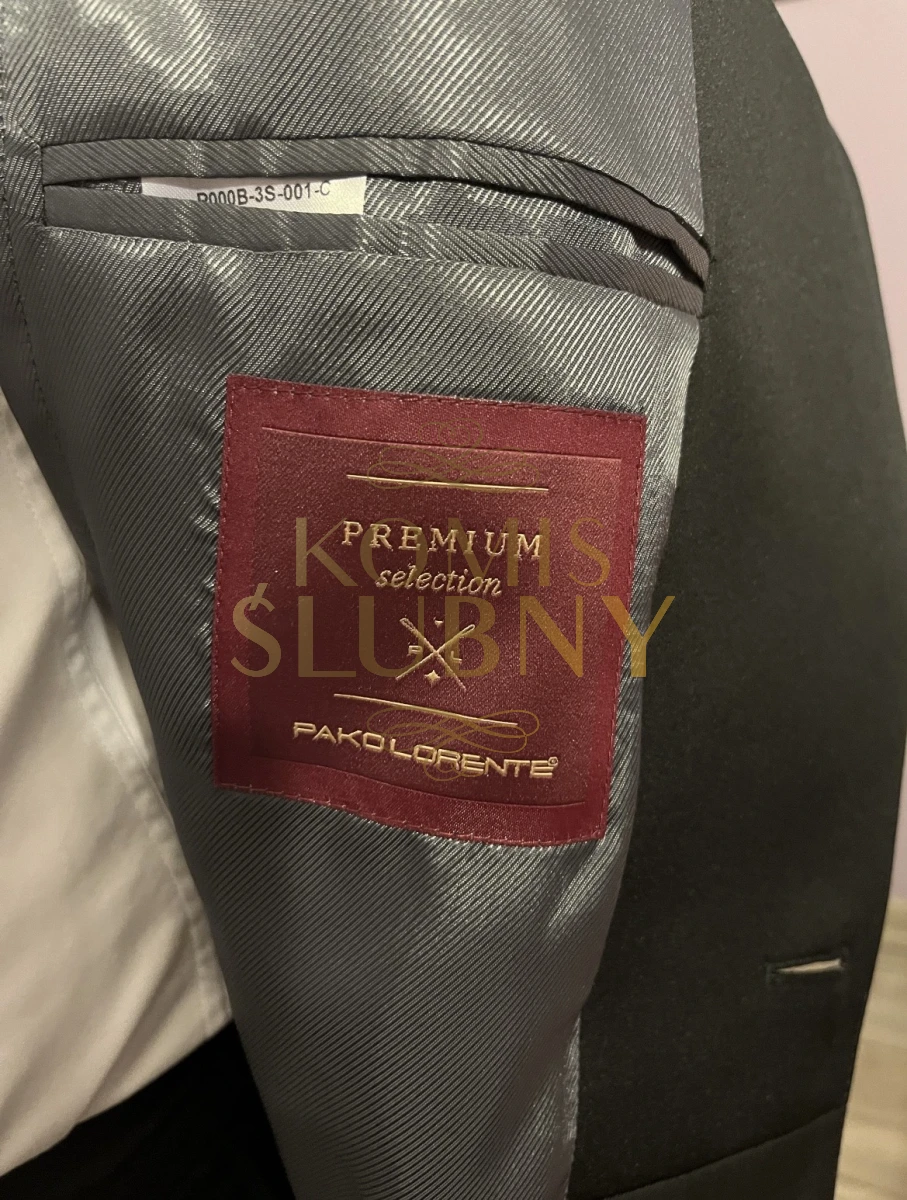 P000B-3S-001-C
PREMIUM
selection
KOMIS
ŚLUBNY
P L
PAKO LORENTE®